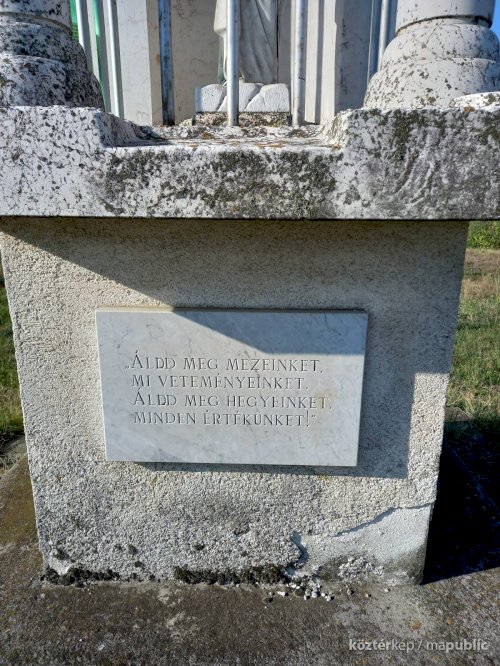 „ÁLDD MEG MEZEINKET,
MI VETEMÉNYEINKET.
ÁLDD MEG HEGYEINKET,
MINDEN ÉRTÉKÜNKET!"
köztérkép / mapublic